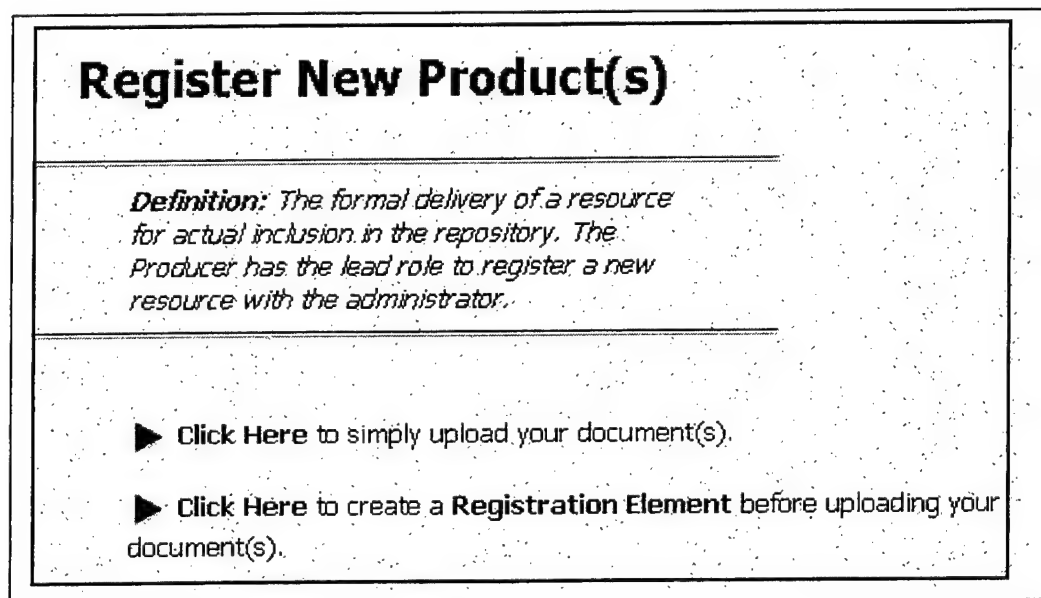 Register New Product(s)
Definition: The formal delivery of a resource
for actual inclusion in the repository. The
Producer has the lead role to register a new
resource with the administrator.
Click Here to simply upload your document(s).
Click Here to create a Registration Element before uploading your
document(s).